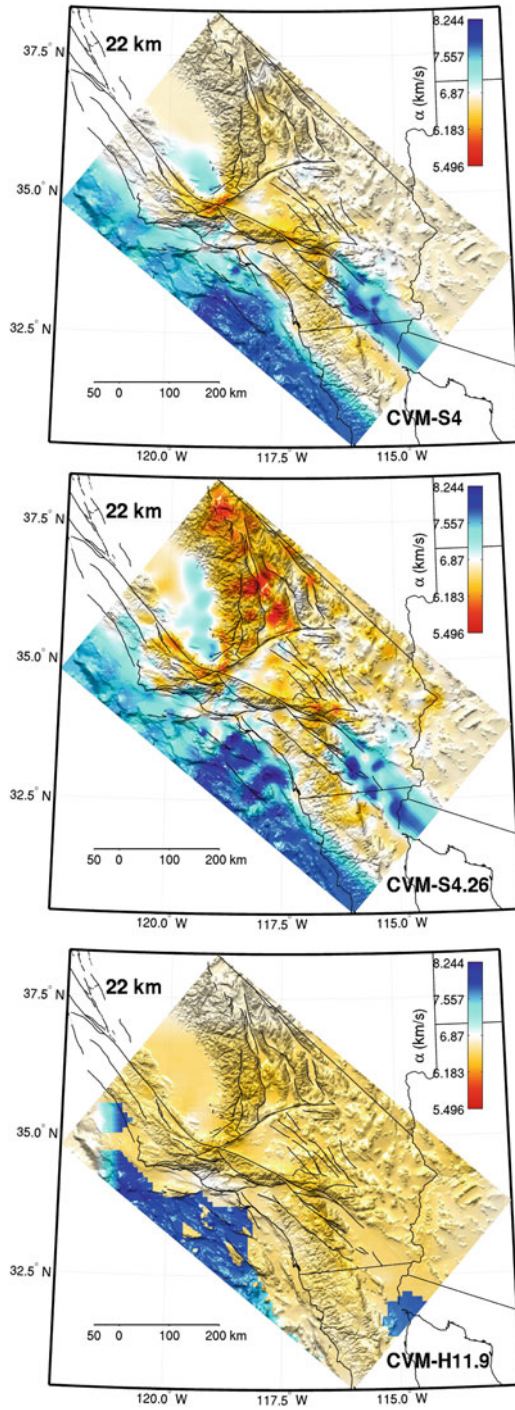 22 km
8.244
7.557
6.87
6.183
5.496
α (km/s)
37.5° N
35.0° N
32.5° N
50 0 100 200 km
CVM-S4
120.0° W 117.5° W 115.0° W
22 km
8.244
7.557
6.87
6.183
5.496
α (km/s)
37.5° N
35.0° N
32.5° N
50 0 100 200 km
CVM-S4.26
120.0° W 117.5° W 115.0° W
22 km
8.244
7.557
6.87
6.183
5.496
α (km/s)
37.5° N
35.0° N
32.5° N
50 0 100 200 km
CVM-H11.9
120.0° W 117.5° W 115.0° W